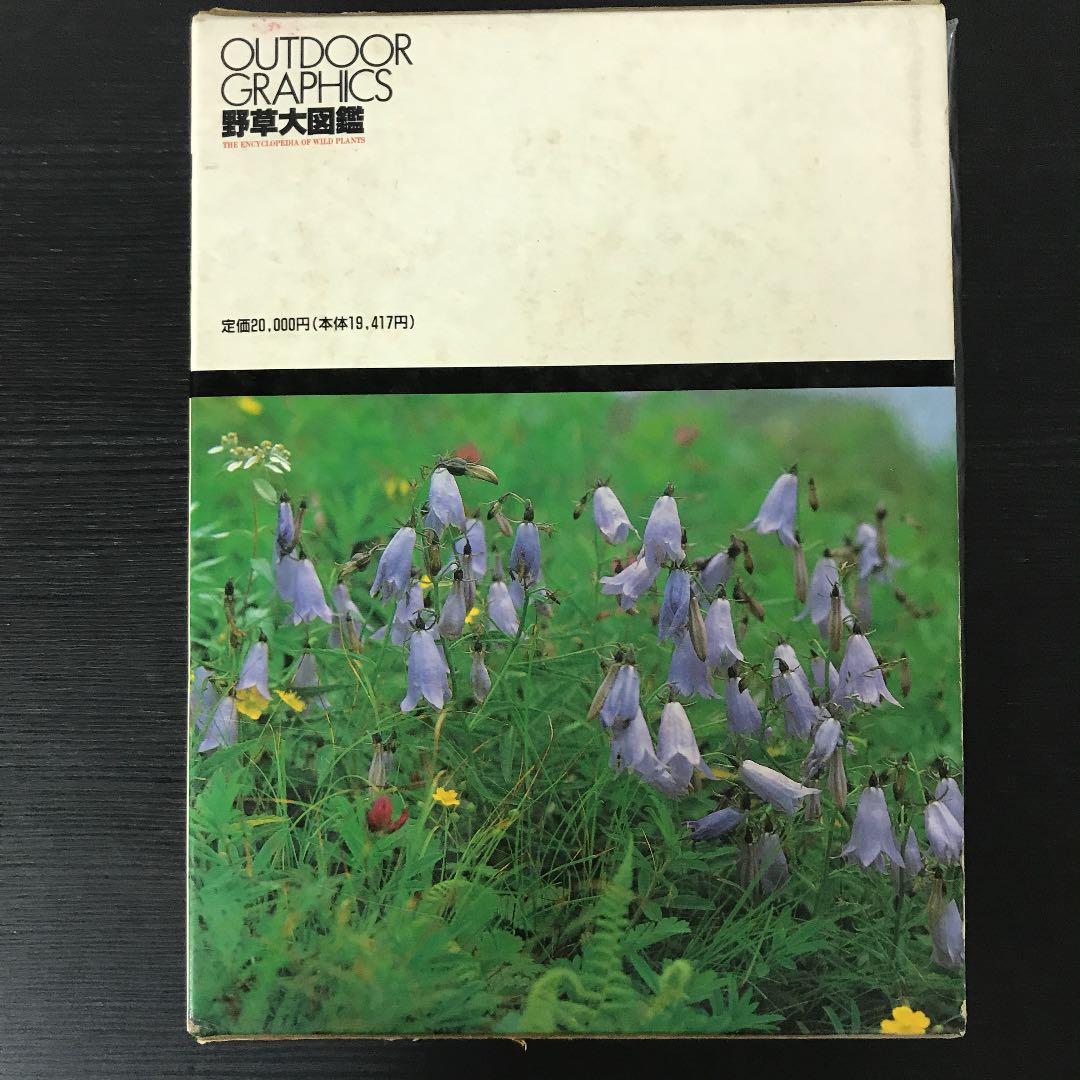 OUTDOOR
GRAPHICS
野草大図鑑
THE ENCYCLOPEDIA OF WILD PLANTS
定価20,000円(本体19,417円)